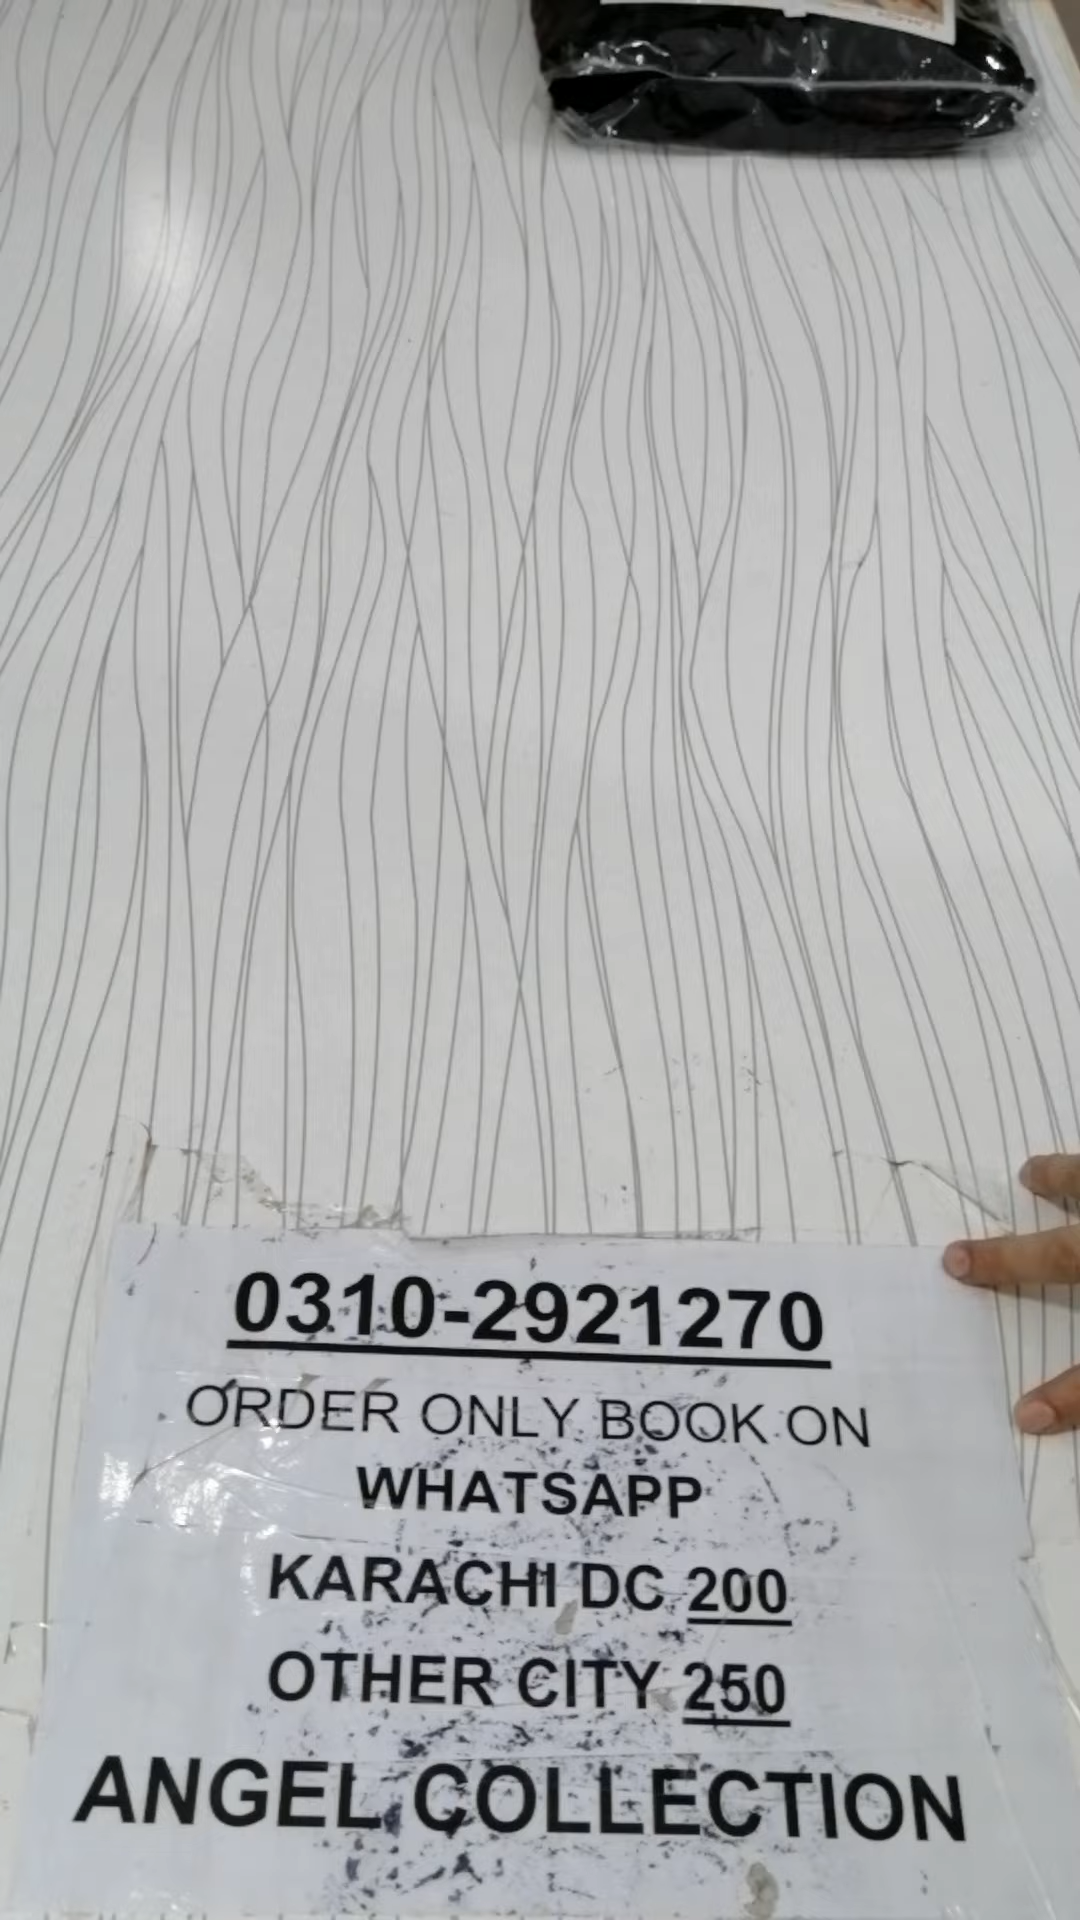 0310-2921270
ORDER ONLY BOOK ON
WHATSAPP
KARACHI DC 200
OTHER CITY 250
ANGEL COLLECTION